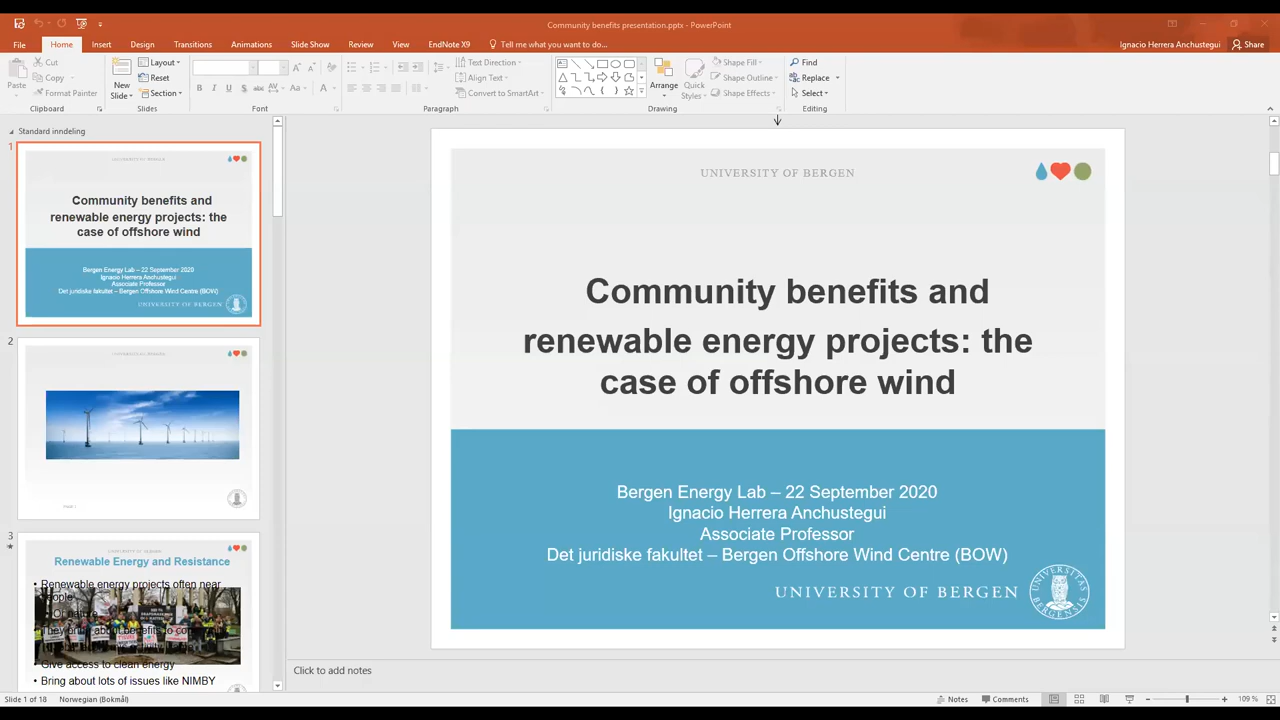 Community benefits presentation.pptx - PowerPoint
File Home Insert Design Transitions Animations Slide Show Review View EndNote X9 Tell me what you want to do... Ignacio Herrera Anchustegui Share
Paste
Cut
Copy
Format Painter
Clipboard
New
Slide
Layout
Reset
Section
Slides
Font
Text Direction
Align Text
Convert to SmartArt
Paragraph
Arrange
Quick
Styles
Shape Fill
Shape Outline
Shape Effects
Drawing
Find
Replace
Select
Editing
Standard inndeling
1
Community benefits and
renewable energy projects: the
case of offshore wind
Bergen Energy Lab – 22 September 2020
Ignacio Herrera Anchustegui
Associate Professor
Det juridiske fakultet – Bergen Offshore Wind Centre (BOW)
UNIVERSITY OF BERGEN
2
3
Renewable Energy and Resistance
Renewable energy projects often near
people
Give access to clean energy
Bring about lots of issues like NIMBY
UNIVERSITY OF BERGEN
Community benefits and
renewable energy projects: the
case of offshore wind
Bergen Energy Lab – 22 September 2020
Ignacio Herrera Anchustegui
Associate Professor
Det juridiske fakultet – Bergen Offshore Wind Centre (BOW)
UNIVERSITY OF BERGEN
Click to add notes
Slide 1 of 18 Norwegian (Bokmål) Notes Comments 109 %